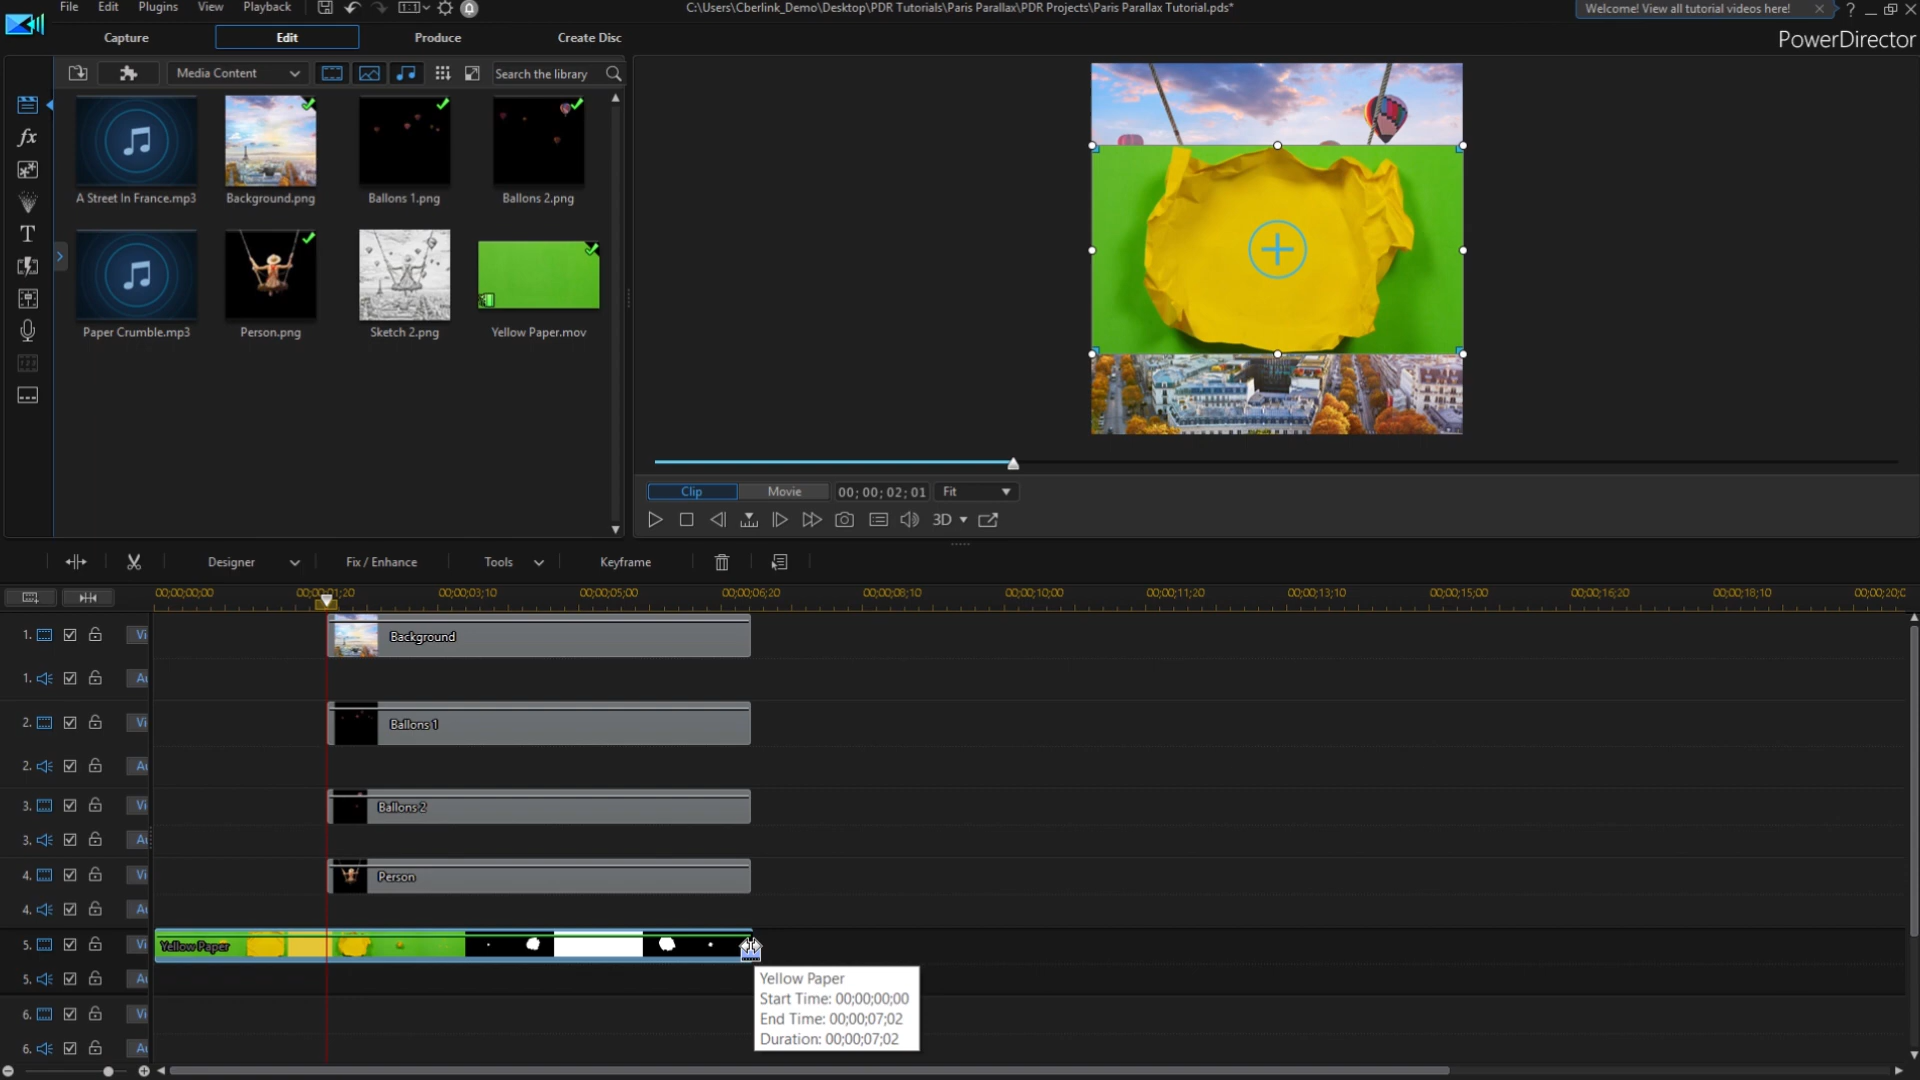 File Edit Plugins View Playback
C:\Users\Cberlink_Demo\Desktop\PDR Tutorials\Paris Parallax\PDR Projects\Paris Parallax Tutorial.pds*
Welcome! View all tutorial videos here!
Capture Edit Produce Create Disc
PowerDirector
Media Content Search the library
A Street In France.mp3 Background.png Ballons 1.png Ballons 2.png
Paper Crumble.mp3 Person.png Sketch 2.png Yellow Paper.mov
Clip Movie 00;00;02;01 Fit
3D
Designer Fix / Enhance Tools Keyframe
00;00;00;00 00;00;01;20 00;00;03;10 00;00;05;00 00;00;06;20 00;00;08;10 00;00;10;00 00;00;11;20 00;00;13;10 00;00;15;00 00;00;16;20 00;00;18;10 00;00;20;0
1. Vi Background
1. Au
2. Vi Ballons 1
2. Au
3. Vi Ballons 2
3. Au
4. Vi Person
4. Au
5. Vi Yellow Paper
5. Au
6. Vi
6. Au
Yellow Paper
Start Time: 00;00;00;00
End Time: 00;00;07;02
Duration: 00;00;07;02